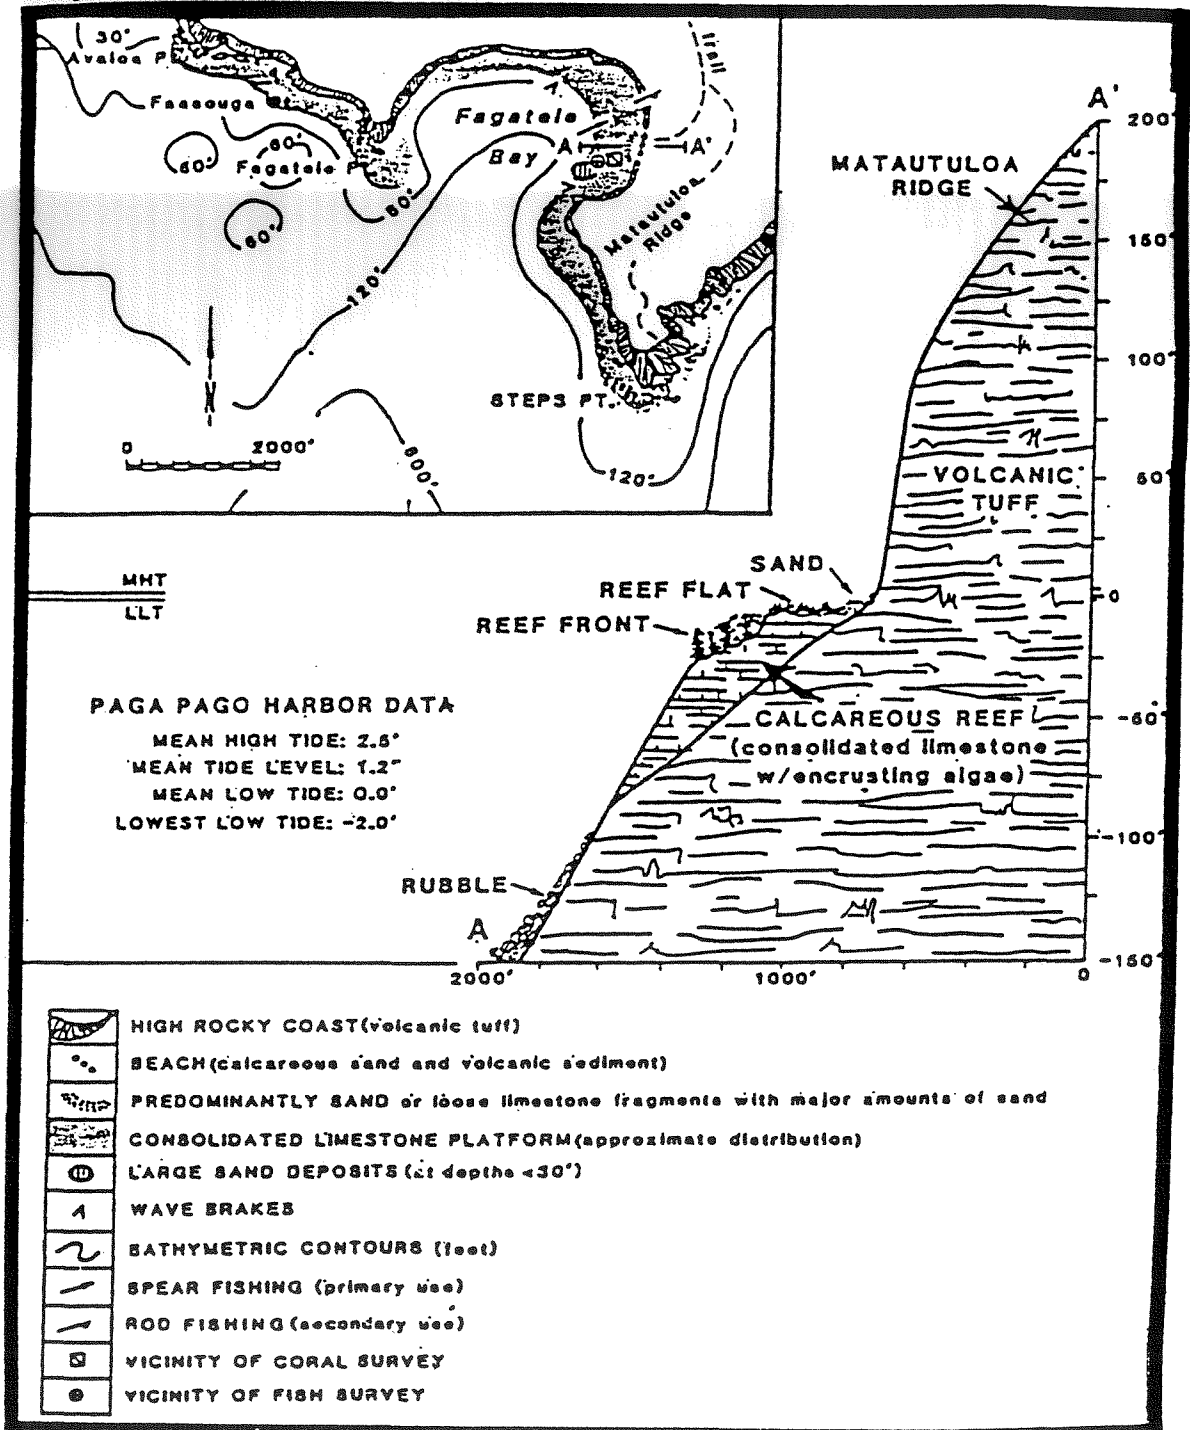 30'
Avaloa P.
Faasouga Pt.
60'
60'
Fagatele P
60'
60'
Fagatele
Bay
A
A'
trail
Matautuloa
Ridge
120'
STEPS PT.
N
0 2000'
600'
120'
A'
200'
MATAUTULOA
RIDGE
150'
100'
50'
VOLCANIC
TUFF
SAND
REEF FLAT
REEF FRONT
0
MHT
LLT
PAGA PAGO HARBOR DATA
MEAN HIGH TIDE: 2.5'
MEAN TIDE LEVEL: 1.2"
MEAN LOW TIDE: 0.0'
LOWEST LOW TIDE: -2.0'
CALCAREOUS REEF
(consolidated limestone
w/encrusting algae)
-50'
-100'
RUBBLE
A
-150'
2000' 1000' 0
HIGH ROCKY COAST(volcanic tuff)
BEACH(calcareous sand and volcanic sediment)
PREDOMINANTLY SAND or loose limestone fragments with major amounts of sand
CONSOLIDATED LIMESTONE PLATFORM(approximate distribution)
LARGE SAND DEPOSITS (at depths <30')
WAVE BRAKES
BATHYMETRIC CONTOURS (feet)
SPEAR FISHING (primary use)
ROD FISHING (secondary use)
VICINITY OF CORAL SURVEY
VICINITY OF FISH SURVEY